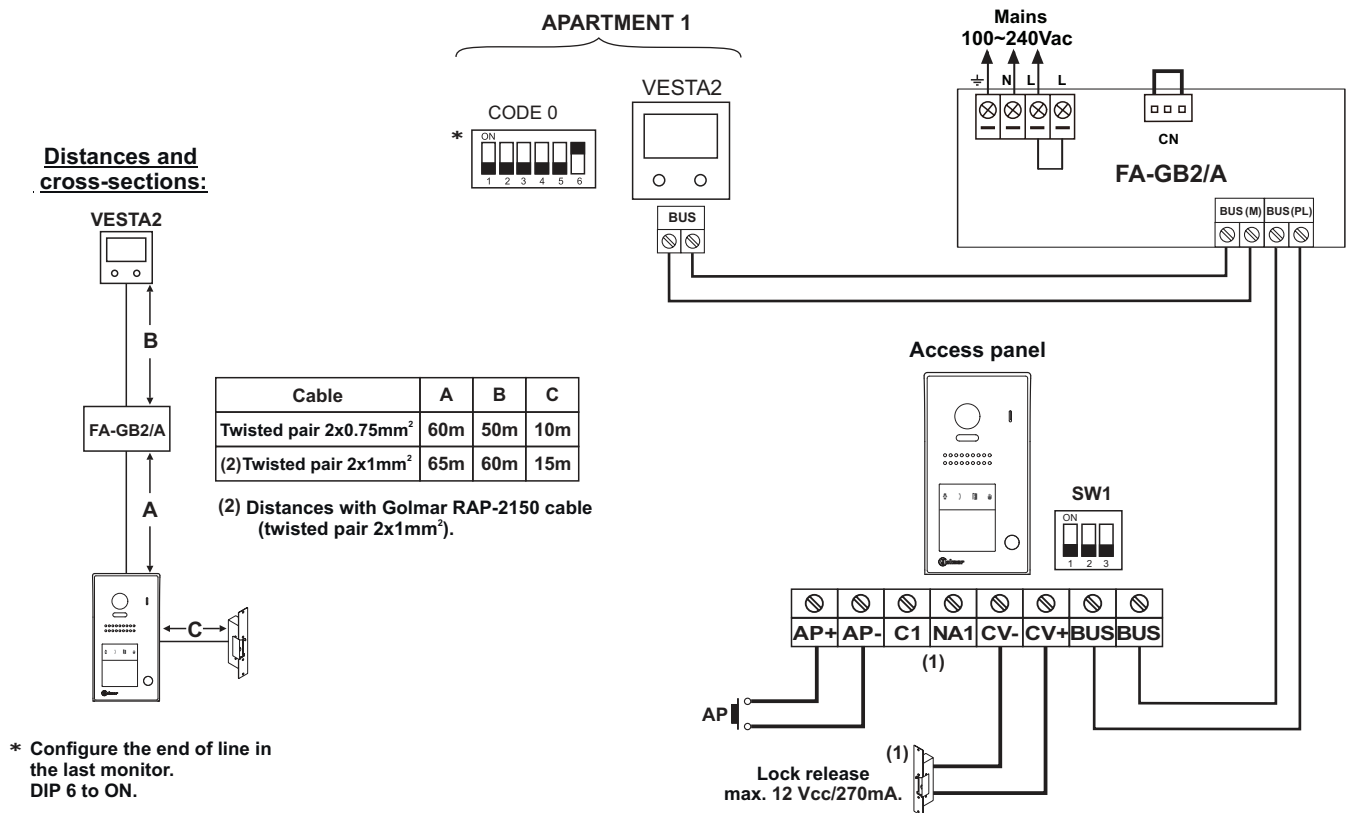 APARTMENT 1
VESTA2
CODE 0
*
ON
1 2 3 4 5 6
BUS
Mains
100~240Vac
N L L
CN
FA-GB2/A
BUS (M) BUS (PL)
Distances and
cross-sections:
VESTA2
B
FA-GB2/A
A
C
Cable A B C
Twisted pair 2x0.75mm² 60m 50m 10m
(2) Twisted pair 2x1mm² 65m 60m 15m
(2) Distances with Golmar RAP-2150 cable
(twisted pair 2x1mm²).
* Configure the end of line in
the last monitor.
DIP 6 to ON.
Access panel
Golmar
SW1
ON
1 2 3
AP+ AP- C1 NA1 CV- CV+ BUS BUS
(1)
AP
(1)
Lock release
max. 12 Vcc/270mA.